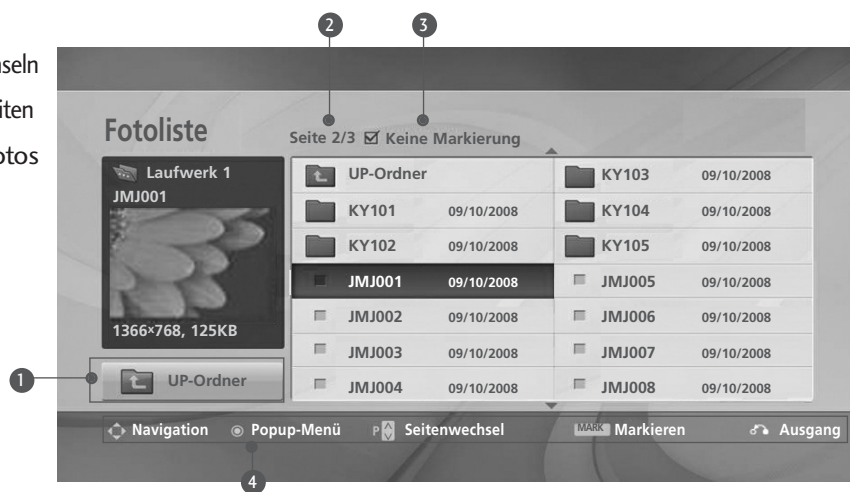 2 3
seln
iten
otos
Fotoliste
Seite 2/3 Keine Markierung
Laufwerk 1
JMJ001
1366×768, 125KB
1 UP-Ordner
UP-Ordner KY103 09/10/2008
KY101 09/10/2008 KY104 09/10/2008
KY102 09/10/2008 KY105 09/10/2008
JMJ001 09/10/2008 JMJ005 09/10/2008
JMJ002 09/10/2008 JMJ006 09/10/2008
JMJ003 09/10/2008 JMJ007 09/10/2008
JMJ004 09/10/2008 JMJ008 09/10/2008
Navigation Popup-Menü P Seitenwechsel MARK Markieren Ausgang
4